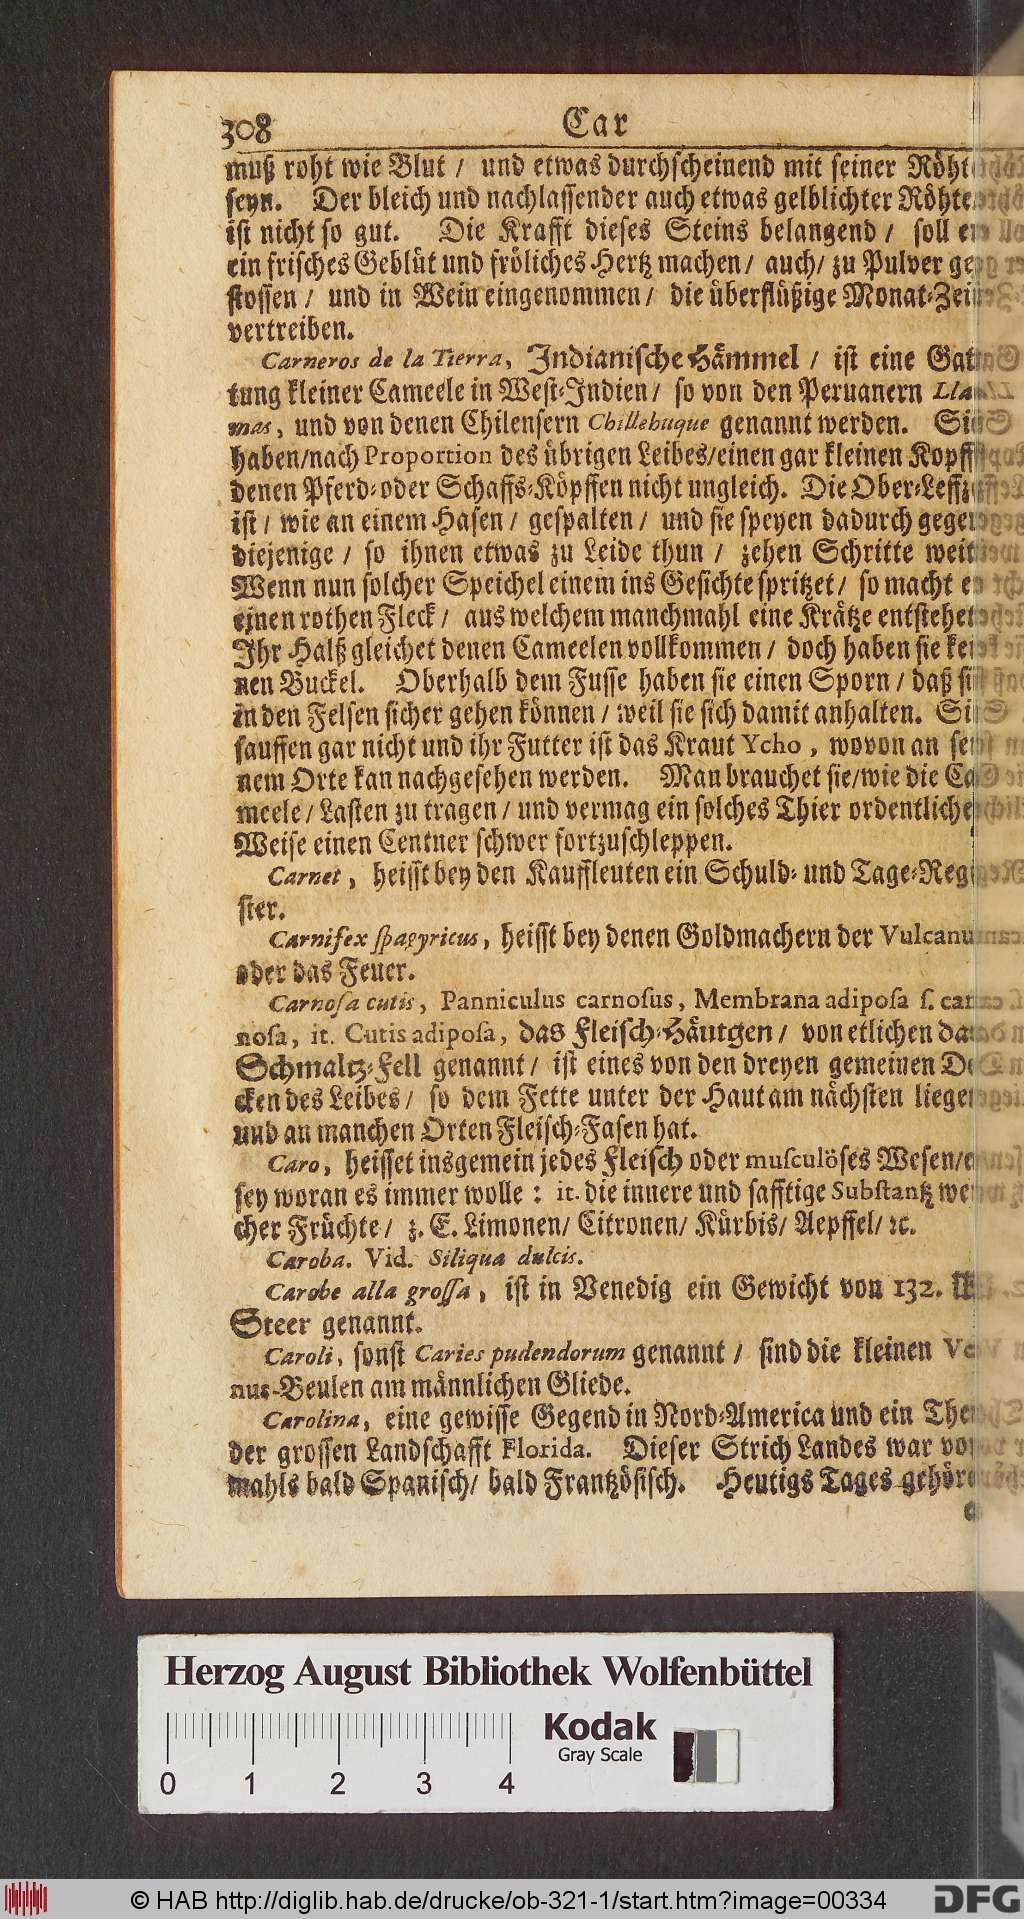 308 Car
muß roht wie Blut / und etwas durchscheinend mit seiner Röht
seyn. Der bleich und nachlassender auch etwas gelblichter Röhte
ist nicht so gut. Die Krafft dieses Steins belangend / soll er
ein frisches Geblüt und fröliches Hertz machen / auch / zu Pulver ge-
stossen / und in Wein eingenommen / die überflüßige Monat-Zeit
vertreiben.
Carneros de la Tierra, Indianische Hämmel / ist eine Gat-
tung kleiner Cameele in West-Indien / so von den Peruanern Lla-
mas, und von denen Chilensern Chillehuque genannt werden. Sie
haben / nach Proportion des übrigen Leibes / einen gar kleinen Kopff
denen Pferd- oder Schaffs-Köpffen nicht ungleich. Die Ober-Leffze
ist / wie an einem Hasen / gespalten / und sie speyen dadurch gegen
diejenige / so ihnen etwas zu Leide thun / zehen Schritte weit
Wenn nun solcher Speichel einem ins Gesichte spritzet / so macht er
einen rothen Fleck / aus welchem manchmahl eine Krätze entstehet
Ihr Halß gleichet denen Cameelen vollkommen / doch haben sie kei-
nen Buckel. Oberhalb dem Fusse haben sie einen Sporn / daß sie
in den Felsen sicher gehen können / weil sie sich damit anhalten. Sie
sauffen gar nicht und ihr Futter ist das Kraut Ycho, wovon an sei-
nem Orte kan nachgesehen werden. Man brauchet sie / wie die Ca-
meele / Lasten zu tragen / und vermag ein solches Thier ordentlicher
Weise einen Centner schwer fortzuschleppen.
Carnet, heisst bey den Kauffleuten ein Schuld- und Tage-Regi-
ster.
Carnifex spagyricus, heisst bey denen Goldmachern der Vulcanus
oder das Feuer.
Carnosa cutis, Panniculus carnosus, Membrana adiposa s. car-
nosa, it. Cutis adiposa, das Fleisch-Häutgen / von etlichen das
Schmaltz-Fell genannt / ist eines von den dreyen gemeinen De-
cken des Leibes / so dem Fette unter der Haut am nächsten lieget
und an manchen Orten Fleisch-Fasen hat.
Caro, heisset insgemein jedes Fleisch oder musculöses Wesen / es
sey woran es immer wolle : it. die innere und safftige Substantz wei-
cher Früchte / z. E. Limonen / Citronen / Kürbis / Aepffel / ꝛc.
Caroba. Vid. Siliqua dulcis.
Carobe alla grossa, ist in Venedig ein Gewicht von 132. lb
Steer genannt.
Caroli, sonst Caries pudendorum genannt / sind die kleinen Ve-
nus-Beulen am männlichen Gliede.
Carolina, eine gewisse Gegend in Nord-America und ein Theil
der grossen Landschafft Florida. Dieser Strich Landes war vor-
mahls bald Spanisch / bald Frantzösisch. Heutigs Tages gehöret
Herzog August Bibliothek Wolfenbüttel
0 1 2 3 4
Kodak
Gray Scale
© HAB http://diglib.hab.de/drucke/ob-321-1/start.htm?image=00334
DFG